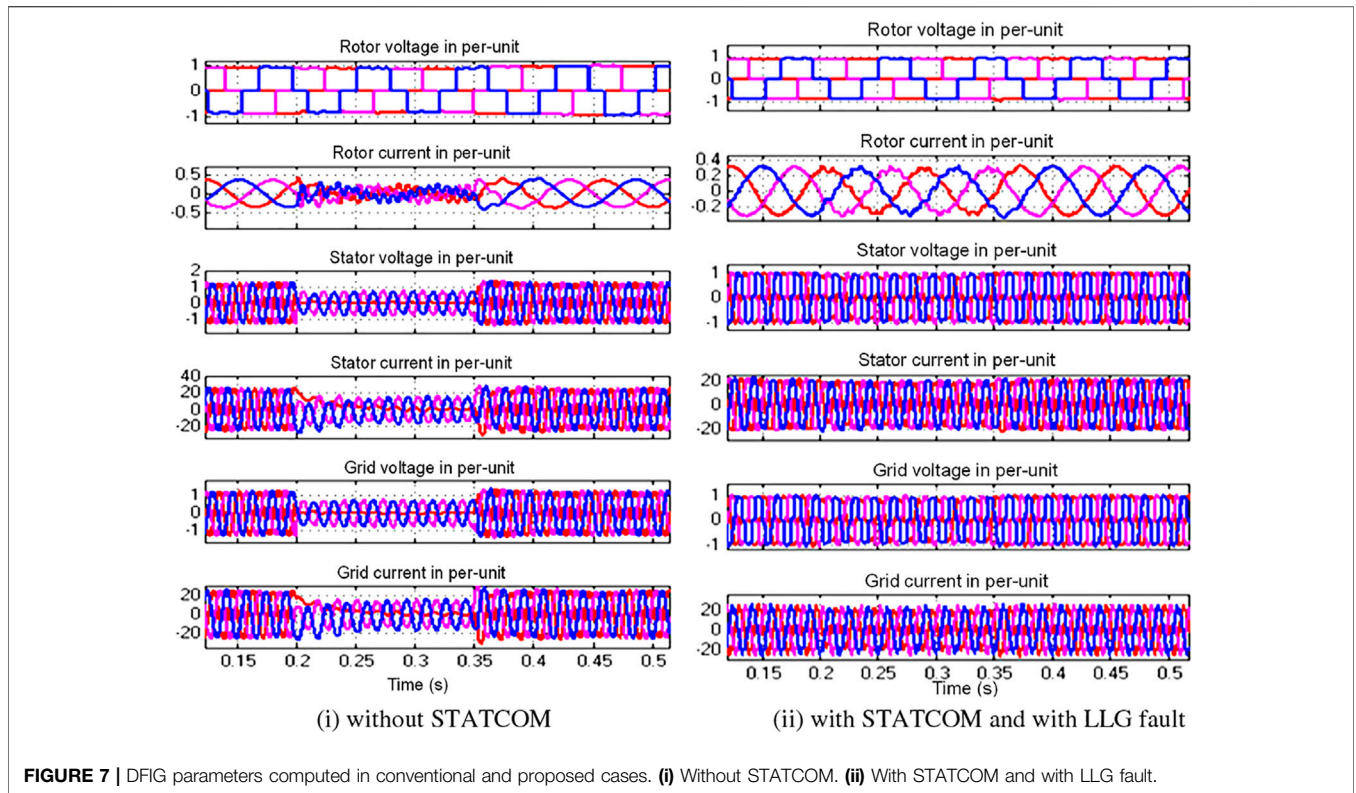 Rotor voltage in per-unit
1
0
-1
Rotor current in per-unit
0.5
0
-0.5
Stator voltage in per-unit
2
1
0
-1
Stator current in per-unit
40
20
0
-20
Grid voltage in per-unit
1
0
-1
Grid current in per-unit
20
0
-20
0.15 0.2 0.25 0.3 0.35 0.4 0.45 0.5
Time (s)
(i) without STATCOM
Rotor voltage in per-unit
1
0
-1
Rotor current in per-unit
0.4
0.2
0
-0.2
Stator voltage in per-unit
1
0
-1
Stator current in per-unit
20
0
-20
Grid voltage in per-unit
1
0
-1
Grid current in per-unit
20
0
-20
0.15 0.2 0.25 0.3 0.35 0.4 0.45 0.5
Time (s)
(ii) with STATCOM and with LLG fault
FIGURE 7 | DFIG parameters computed in conventional and proposed cases. (i) Without STATCOM. (ii) With STATCOM and with LLG fault.